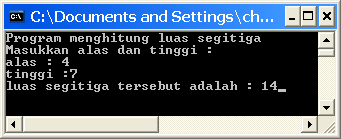 C:\Documents and Settings\ch...
Program menghitung luas segitiga
Masukkan alas dan tinggi :
alas : 4
tinggi :7
luas segitiga tersebut adalah : 14_